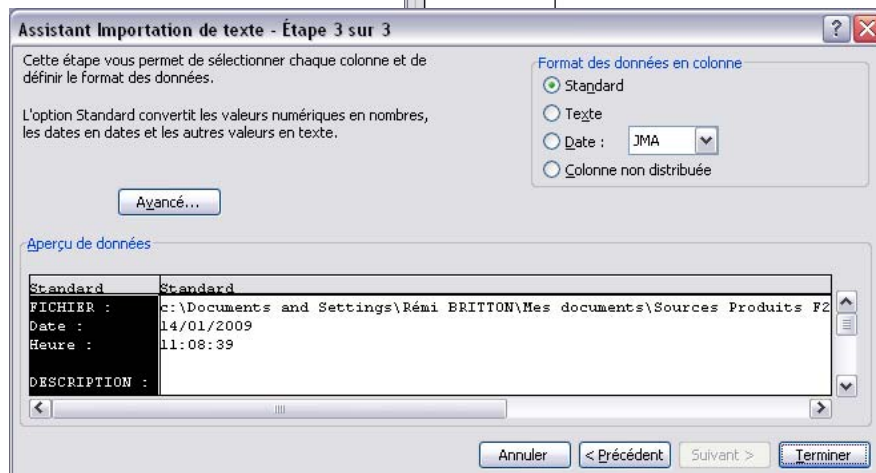 Assistant Importation de texte - Étape 3 sur 3
Cette étape vous permet de sélectionner chaque colonne et de
définir le format des données.
L'option Standard convertit les valeurs numériques en nombres,
les dates en dates et les autres valeurs en texte.
Avancé...
Format des données en colonne
Standard
Texte
Date : JMA
Colonne non distribuée
Aperçu de données
Standard Standard
FICHIER : c:\Documents and Settings\Rémi BRITTON\Mes documents\Sources Produits F2
Date : 14/01/2009
Heure : 11:08:39
DESCRIPTION :
Annuler < Précédent Suivant > Terminer